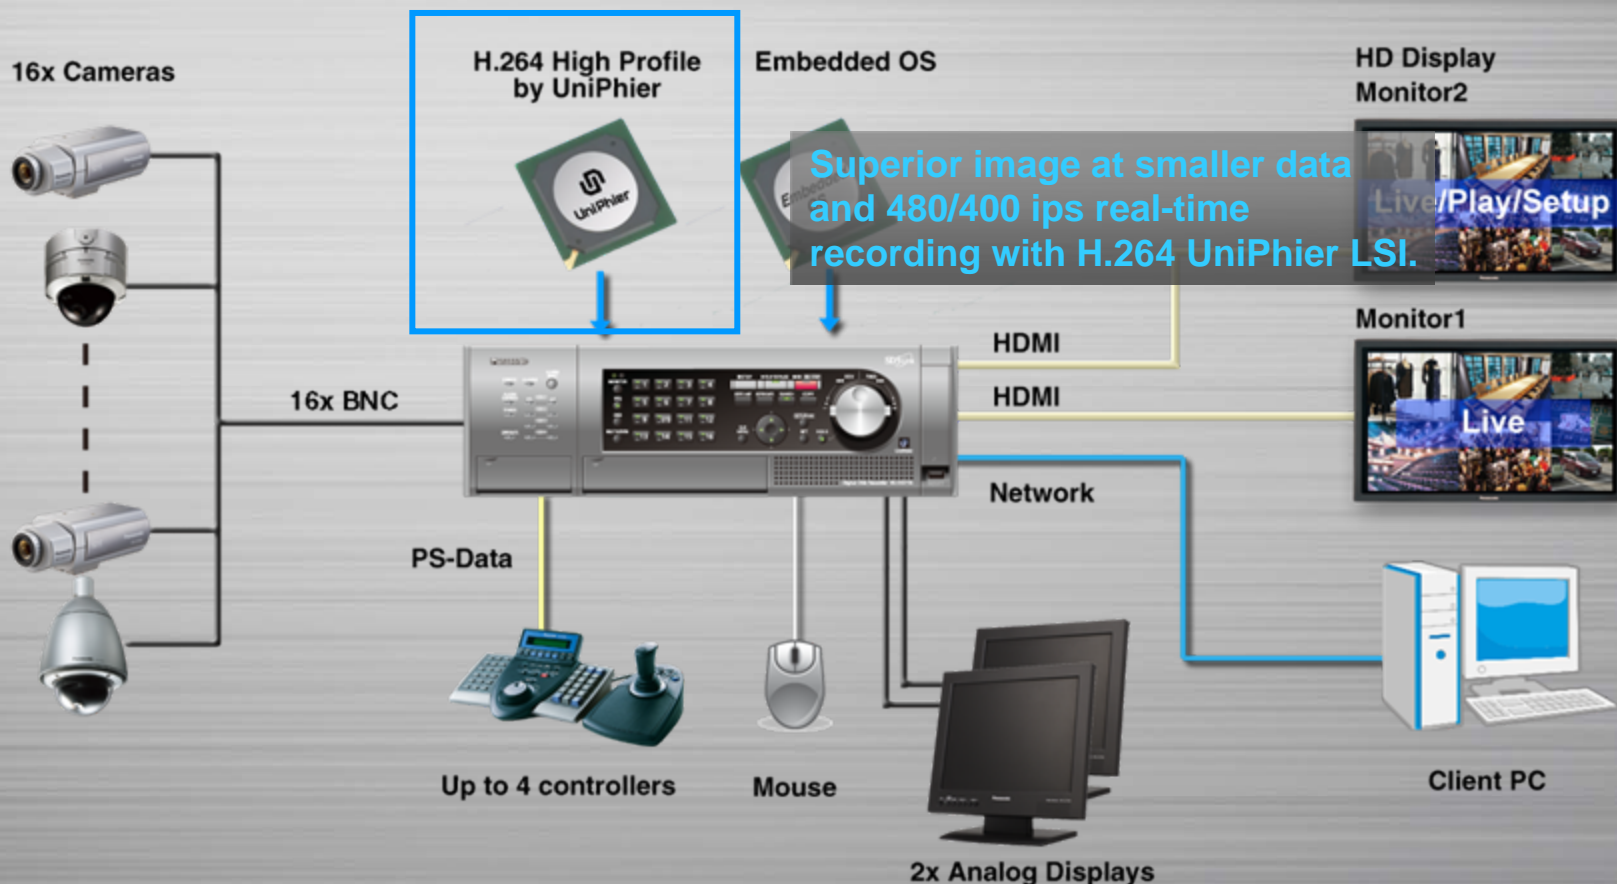 16x Cameras
H.264 High Profile
by UniPhier
Embedded OS
HD Display
Monitor2
UniPhier
Embedded
Superior image at smaller data
and 480/400 ips real-time
recording with H.264 UniPhier LSI.
Live/Play/Setup
Monitor1
HDMI
HDMI
16x BNC
Live
Network
PS-Data
Up to 4 controllers
Mouse
Client PC
2x Analog Displays